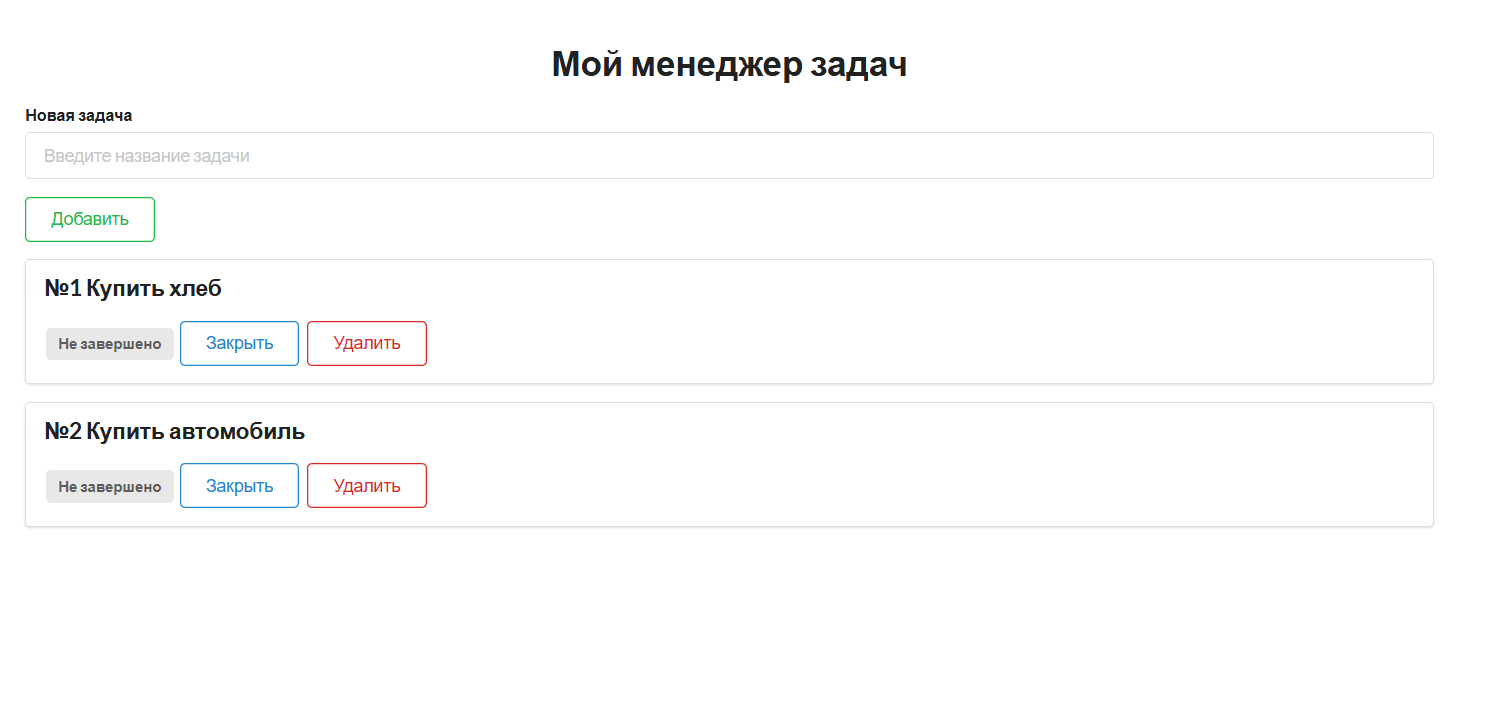 Мой менеджер задач
Новая задача
Введите название задачи
Добавить
№1 Купить хлеб
Не завершено Закрыть Удалить
№2 Купить автомобиль
Не завершено Закрыть Удалить